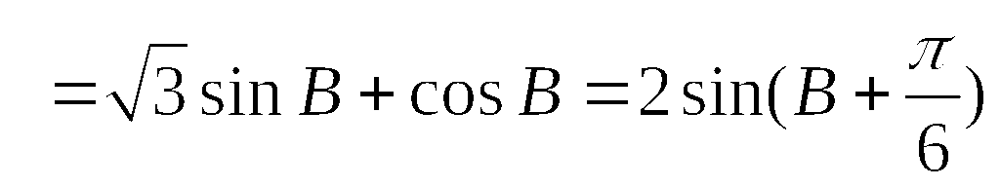 =√3 sin B + cos B = 2 sin(B + π/6)